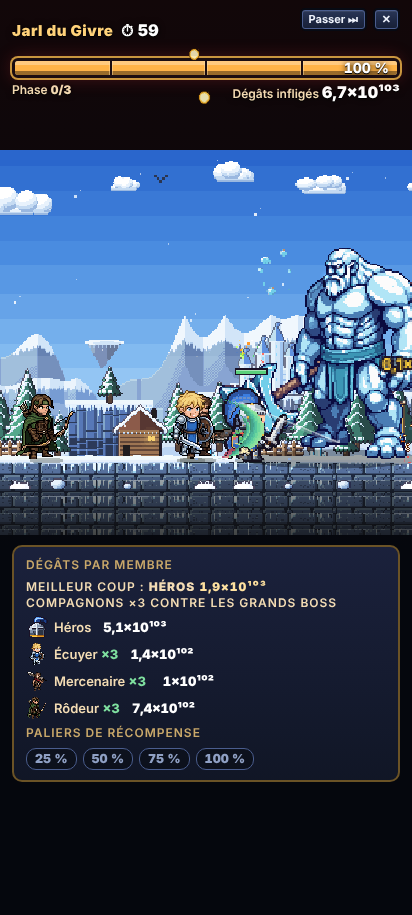 Jarl du Givre ⏱ 59
Passer ⏭
✕
100 %
Phase 0/3
Dégâts infligés 6,7×10¹⁰³
DÉGÂTS PAR MEMBRE
MEILLEUR COUP : HÉROS 1,9×10¹⁰³
COMPAGNONS ×3 CONTRE LES GRANDS BOSS
Héros 5,1×10¹⁰³
Écuyer ×3 1,4×10¹⁰²
Mercenaire ×3 1×10¹⁰²
Rôdeur ×3 7,4×10¹⁰²
PALIERS DE RÉCOMPENSE
25 % 50 % 75 % 100 %